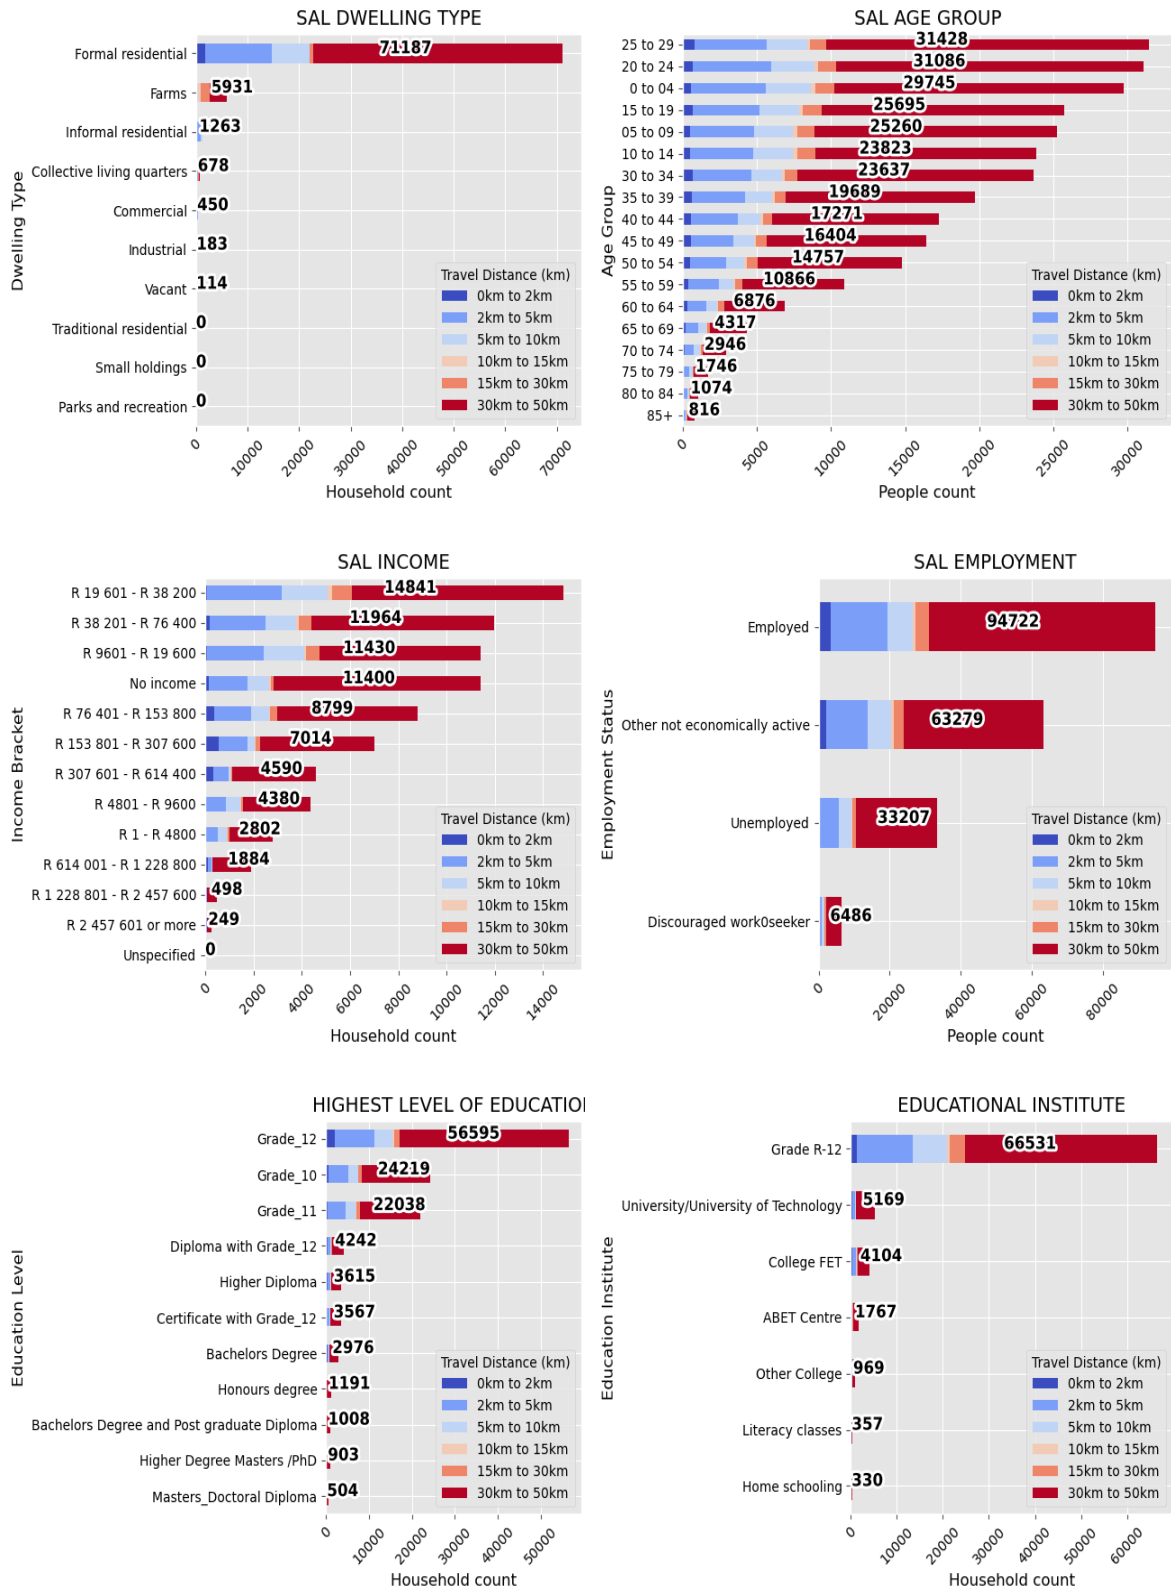 SAL DWELLING TYPE
Dwelling Type
Formal residential 71187
Farms 5931
Informal residential 1263
Collective living quarters 678
Commercial 450
Industrial 183
Vacant 114
Traditional residential 0
Small holdings 0
Parks and recreation 0
Travel Distance (km)
0km to 2km
2km to 5km
5km to 10km
10km to 15km
15km to 30km
30km to 50km
0 10000 20000 30000 40000 50000 60000 70000
Household count
SAL AGE GROUP
Age Group
25 to 29 31428
20 to 24 31086
0 to 04 29745
15 to 19 25695
05 to 09 25260
10 to 14 23823
30 to 34 23637
35 to 39 19689
40 to 44 17271
45 to 49 16404
50 to 54 14757
55 to 59 10866
60 to 64 6876
65 to 69 4317
70 to 74 2946
75 to 79 1746
80 to 84 1074
85+ 816
Travel Distance (km)
0km to 2km
2km to 5km
5km to 10km
10km to 15km
15km to 30km
30km to 50km
0 5000 10000 15000 20000 25000 30000
People count
SAL INCOME
Income Bracket
R 19 601 - R 38 200 14841
R 38 201 - R 76 400 11964
R 9601 - R 19 600 11430
No income 11400
R 76 401 - R 153 800 8799
R 153 801 - R 307 600 7014
R 307 601 - R 614 400 4590
R 4801 - R 9600 4380
R 1 - R 4800 2802
R 614 001 - R 1 228 800 1884
R 1 228 801 - R 2 457 600 498
R 2 457 601 or more 249
Unspecified 0
Travel Distance (km)
0km to 2km
2km to 5km
5km to 10km
10km to 15km
15km to 30km
30km to 50km
0 2000 4000 6000 8000 10000 12000 14000
Household count
SAL EMPLOYMENT
Employment Status
Employed 94722
Other not economically active 63279
Unemployed 33207
Discouraged work0seeker 6486
Travel Distance (km)
0km to 2km
2km to 5km
5km to 10km
10km to 15km
15km to 30km
30km to 50km
0 20000 40000 60000 80000
People count
HIGHEST LEVEL OF EDUCATIO
Education Level
Grade_12 56595
Grade_10 24219
Grade_11 22038
Diploma with Grade_12 4242
Higher Diploma 3615
Certificate with Grade_12 3567
Bachelors Degree 2976
Honours degree 1191
Bachelors Degree and Post graduate Diploma 1008
Higher Degree Masters /PhD 903
Masters_Doctoral Diploma 504
Travel Distance (km)
0km to 2km
2km to 5km
5km to 10km
10km to 15km
15km to 30km
30km to 50km
0 10000 20000 30000 40000 50000
Household count
EDUCATIONAL INSTITUTE
Education Institute
Grade R-12 66531
University/University of Technology 5169
College FET 4104
ABET Centre 1767
Other College 969
Literacy classes 357
Home schooling 330
Travel Distance (km)
0km to 2km
2km to 5km
5km to 10km
10km to 15km
15km to 30km
30km to 50km
0 10000 20000 30000 40000 50000 60000
Household count